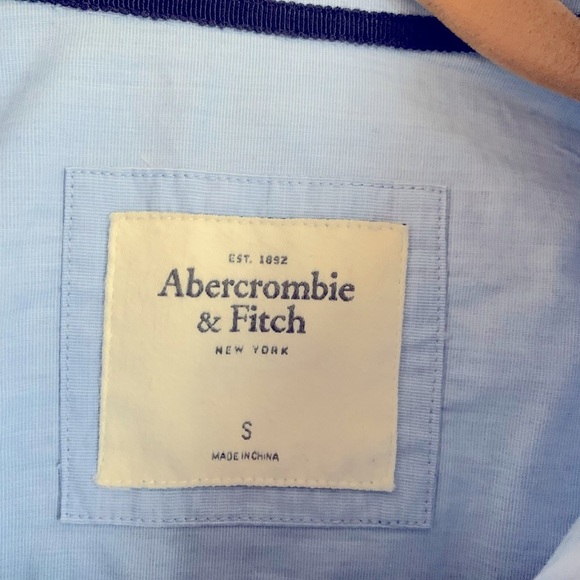 EST. 1892
Abercrombie
& Fitch
NEW YORK
S
MADE IN CHINA